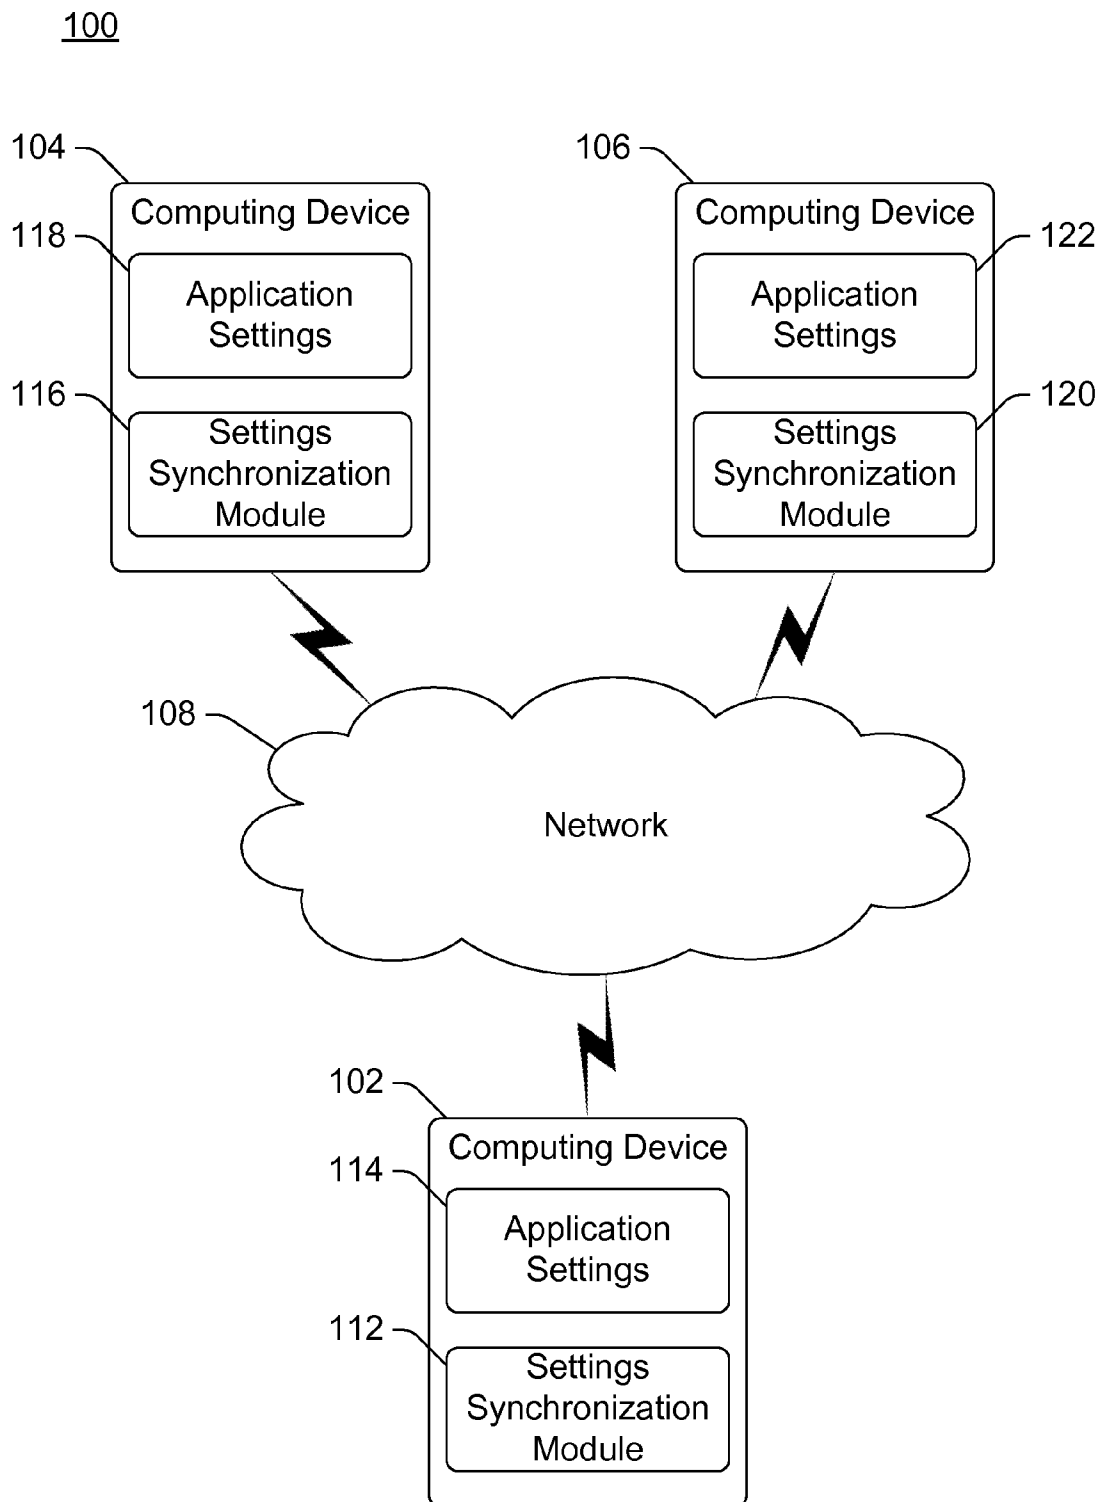 100
104
106
Computing Device
Computing Device
118
122
Application
Settings
Application
Settings
116
120
Settings
Synchronization
Module
Settings
Synchronization
Module
108
Network
102
Computing Device
114
Application
Settings
112
Settings
Synchronization
Module